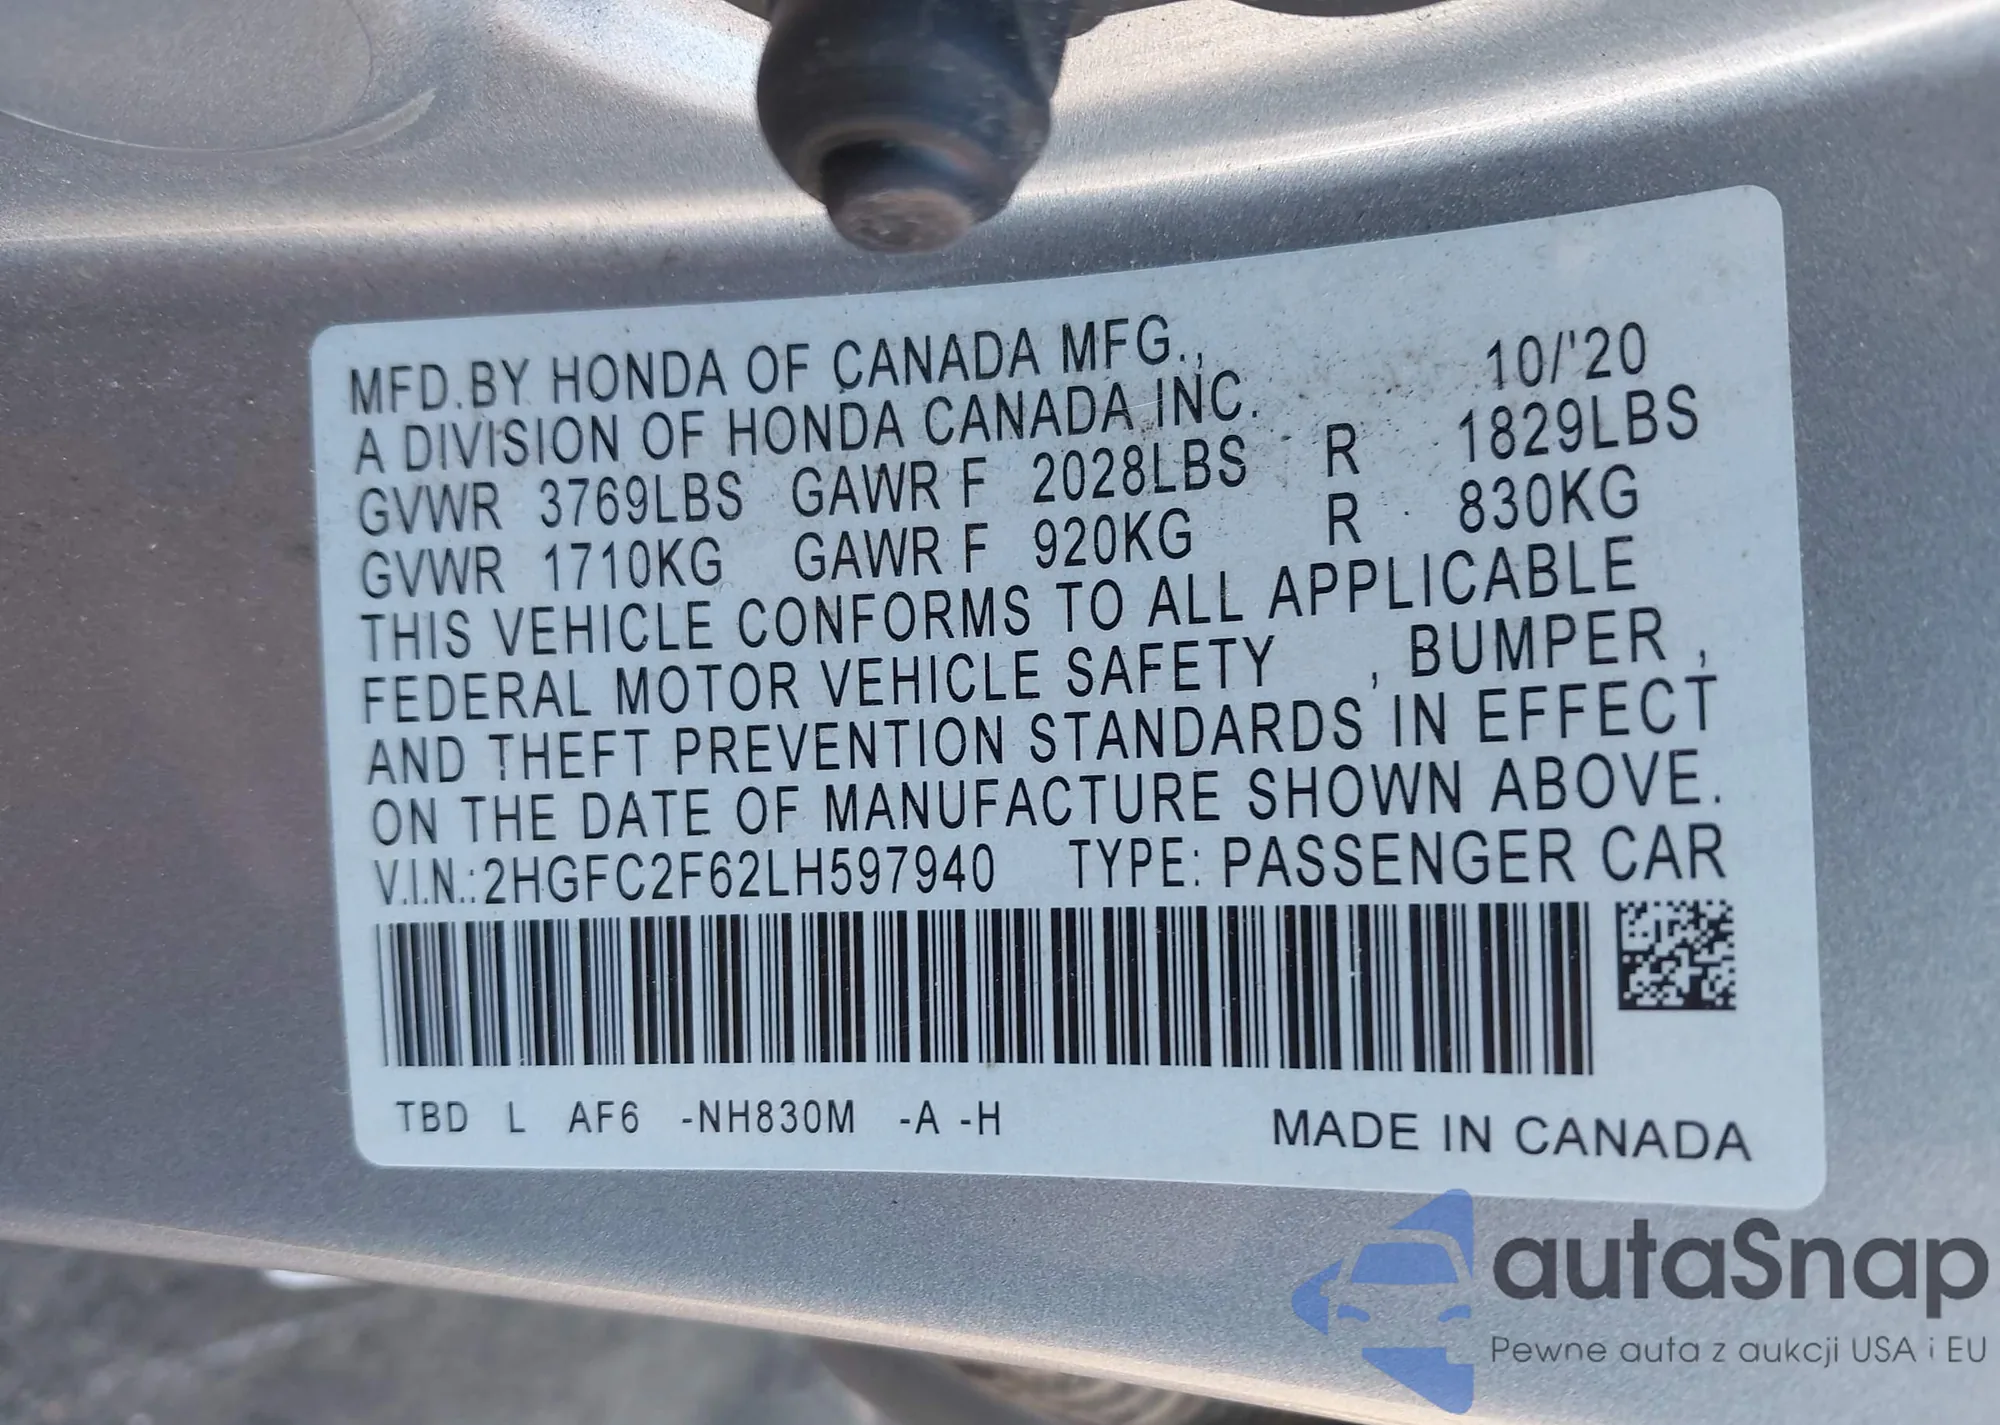 MFD.BY HONDA OF CANADA MFG., 10/'20
A DIVISION OF HONDA CANADA INC.
GVWR 3769LBS GAWR F 2028LBS R 1829LBS
GVWR 1710KG GAWR F 920KG R 830KG
THIS VEHICLE CONFORMS TO ALL APPLICABLE
FEDERAL MOTOR VEHICLE SAFETY , BUMPER ,
AND THEFT PREVENTION STANDARDS IN EFFECT
ON THE DATE OF MANUFACTURE SHOWN ABOVE.
V.I.N.:2HGFC2F62LH597940 TYPE: PASSENGER CAR
TBD L AF6 -NH830M -A -H MADE IN CANADA
autaSnap
Pewne auta z aukcji USA i EU